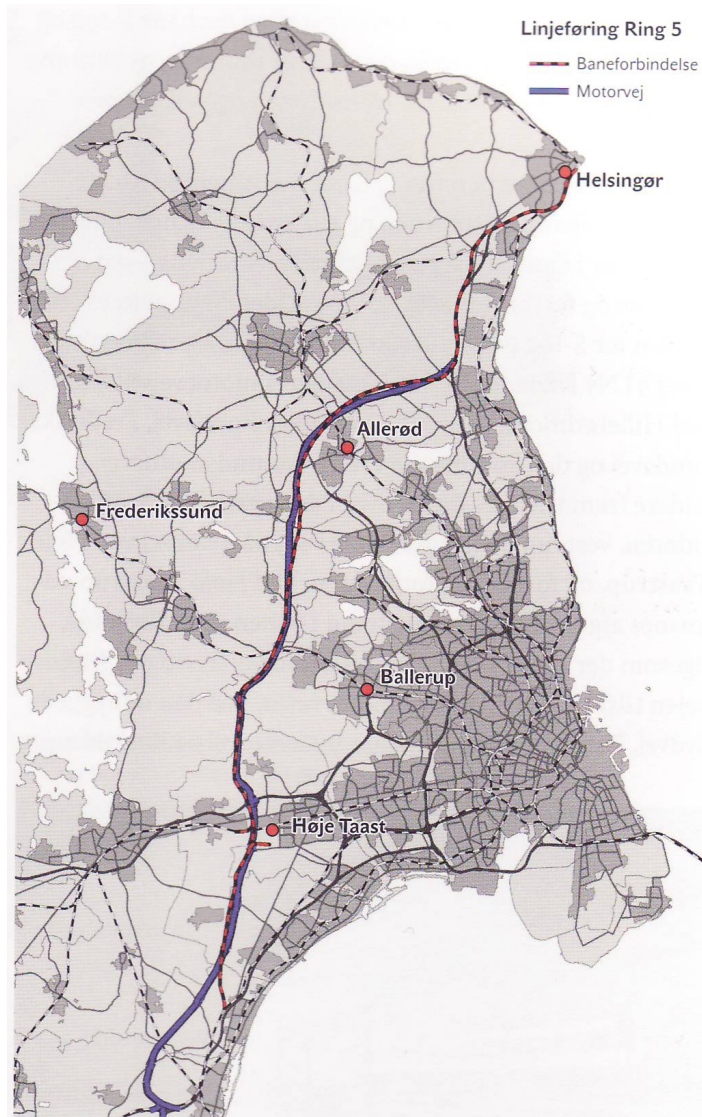 Linjeføring Ring 5
Baneforbindelse
Motorvej
Helsingør
Allerød
Frederikssund
Ballerup
Høje Taast